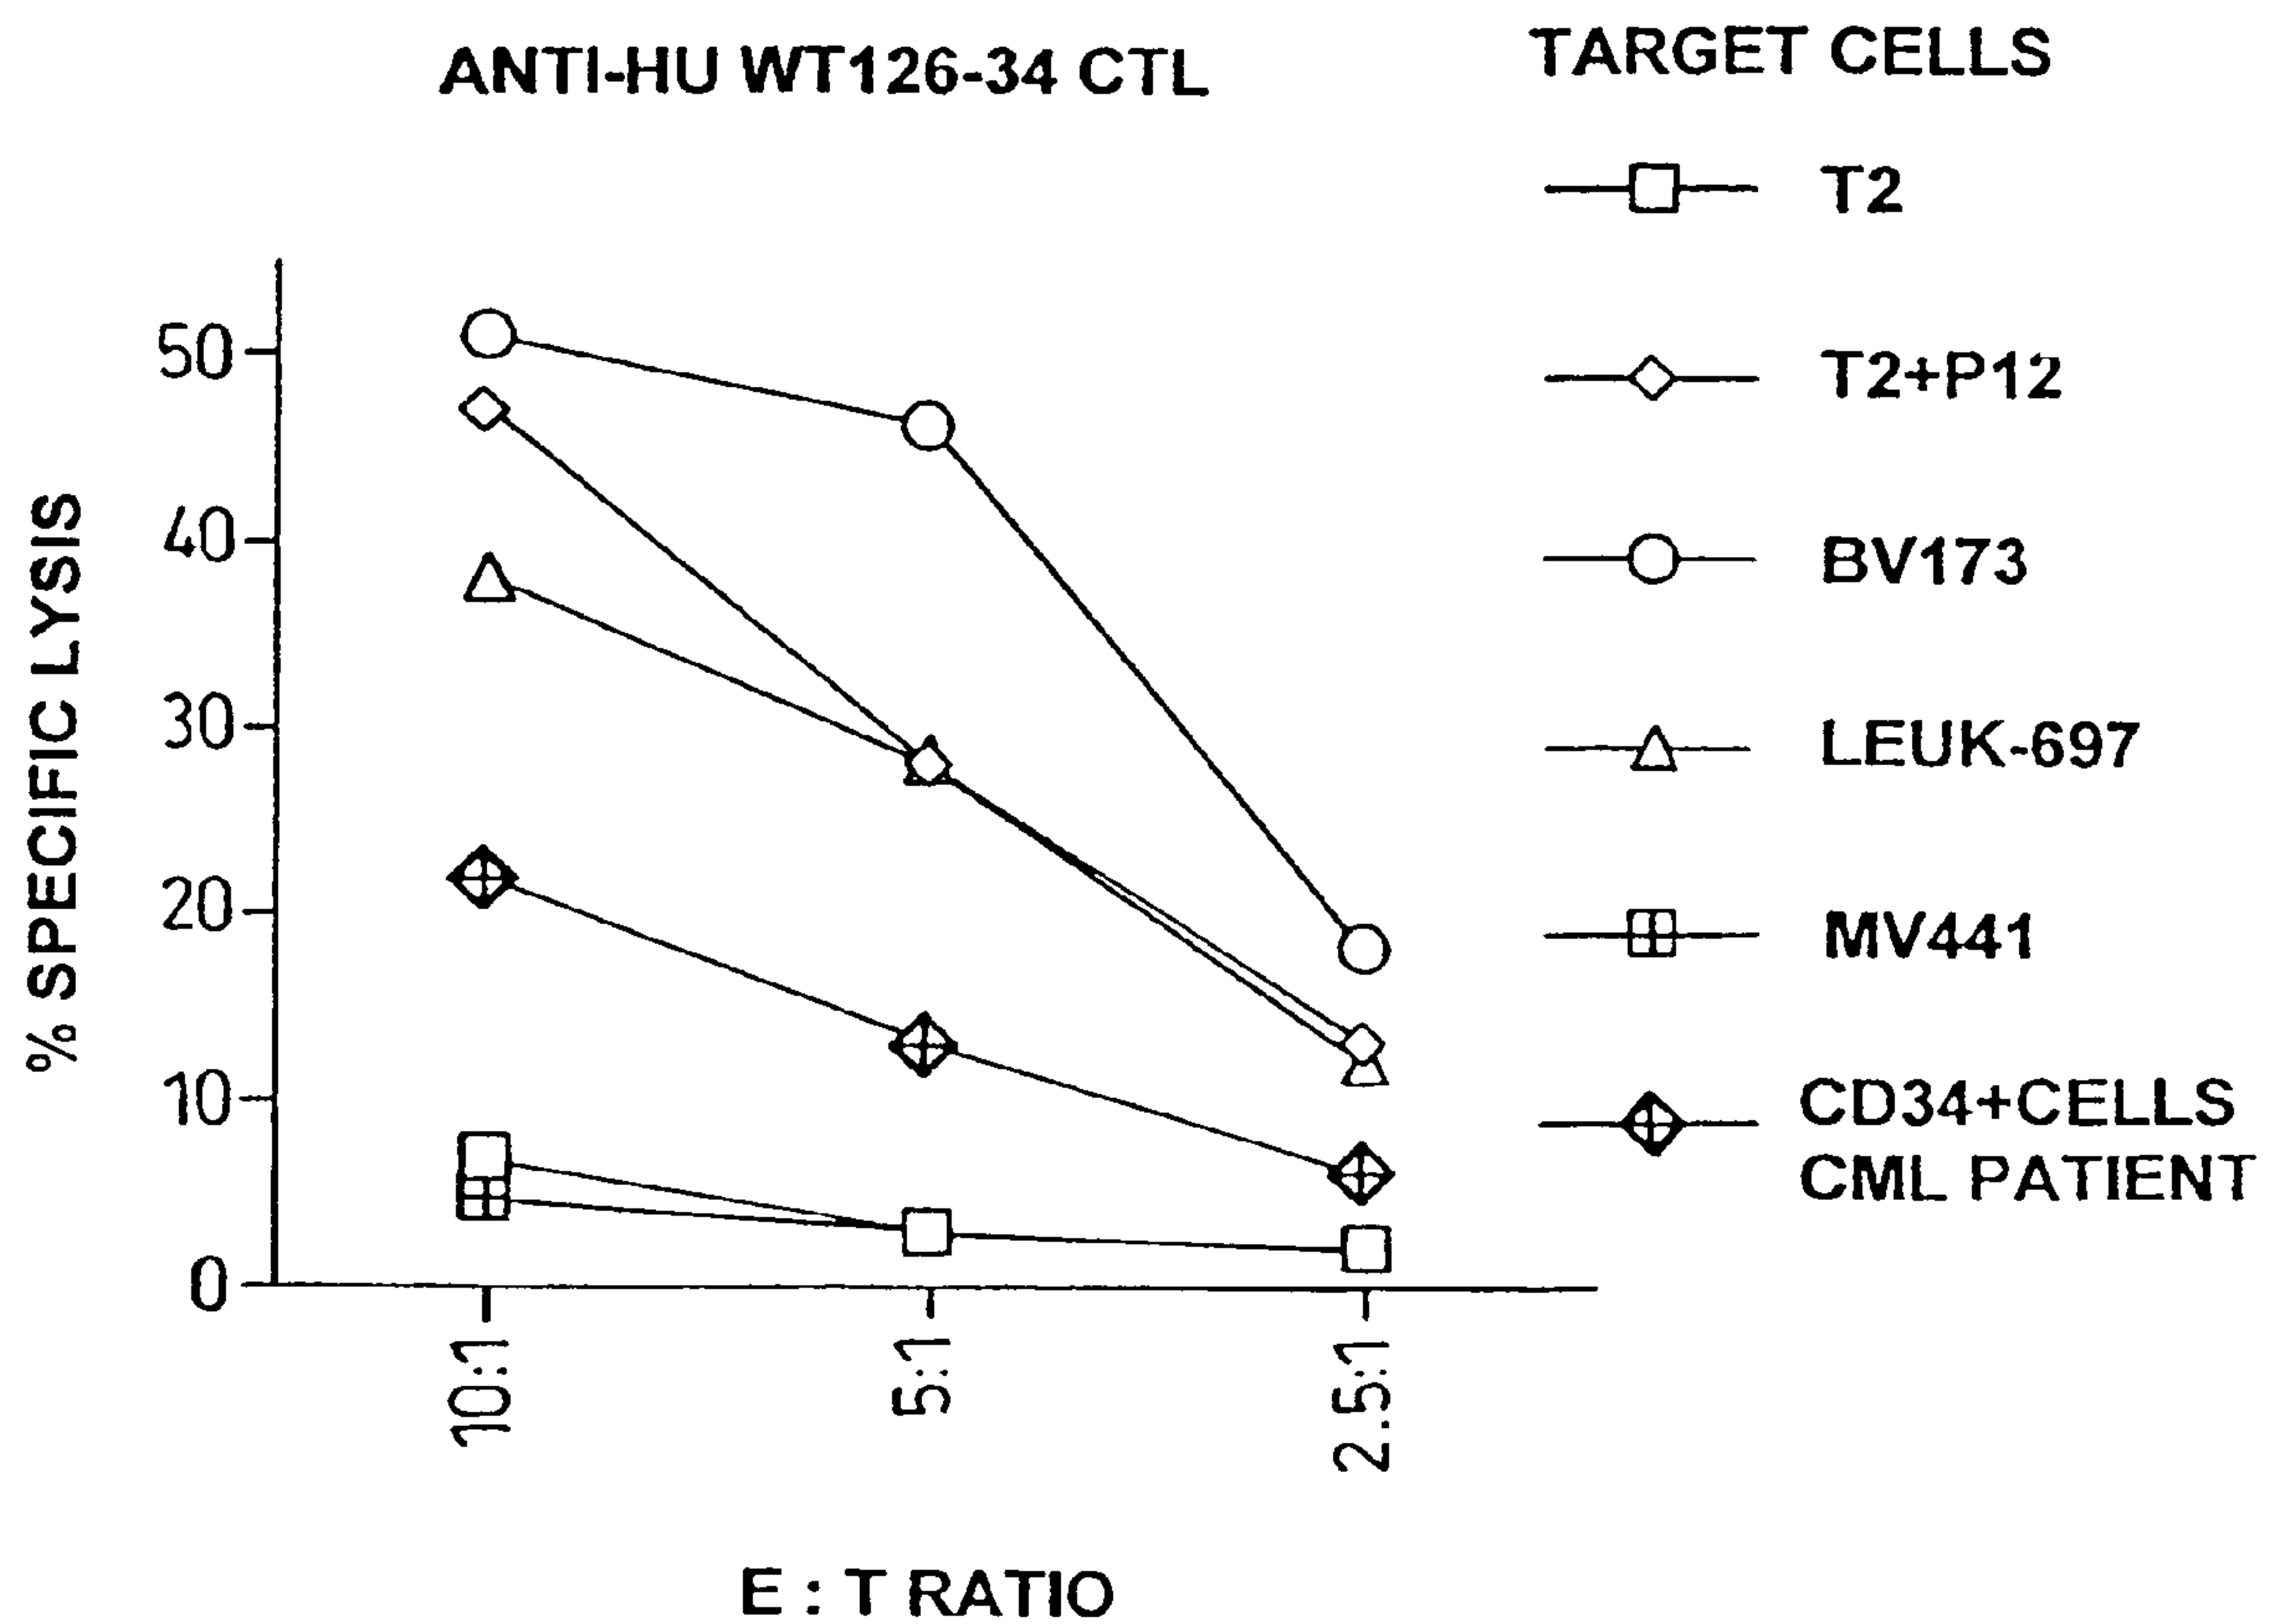 ANTI-HU WT126-34 CTL
TARGET CELLS
T2
T2+P12
BV173
LEUK-697
MV441
CD34+CELLS
CML PATIENT
% SPECIFIC LYSIS
50
40
30
20
10
0
10:1
5:1
2.5:1
E : T RATIO